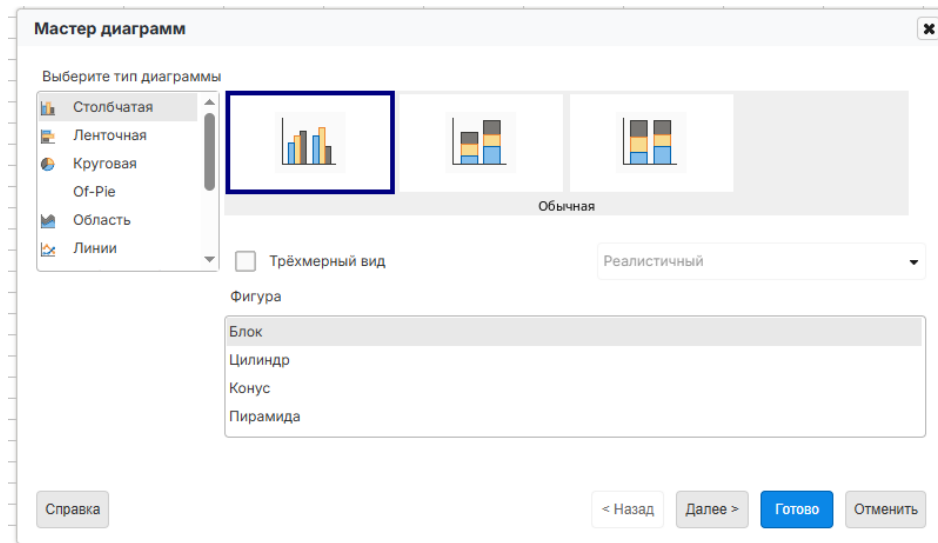 Мастер диаграмм
Выберите тип диаграммы
Столбчатая
Ленточная
Круговая
Of-Pie
Область
Линии
Обычная
Трёхмерный вид
Реалистичный
Фигура
Блок
Цилиндр
Конус
Пирамида
Справка
< Назад
Далее >
Готово
Отменить